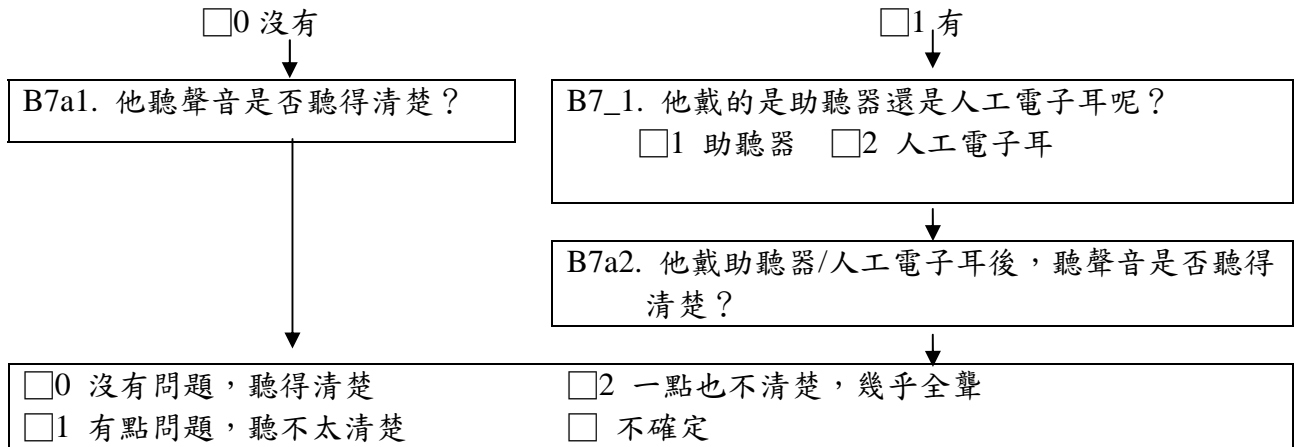 □0 沒有
□1 有
B7a1. 他聽聲音是否聽得清楚？
B7_1. 他戴的是助聽器還是人工電子耳呢？
□1 助聽器 □2 人工電子耳
B7a2. 他戴助聽器/人工電子耳後，聽聲音是否聽得
清楚？
□0 沒有問題，聽得清楚 □2 一點也不清楚，幾乎全聾
□1 有點問題，聽不太清楚 □ 不確定